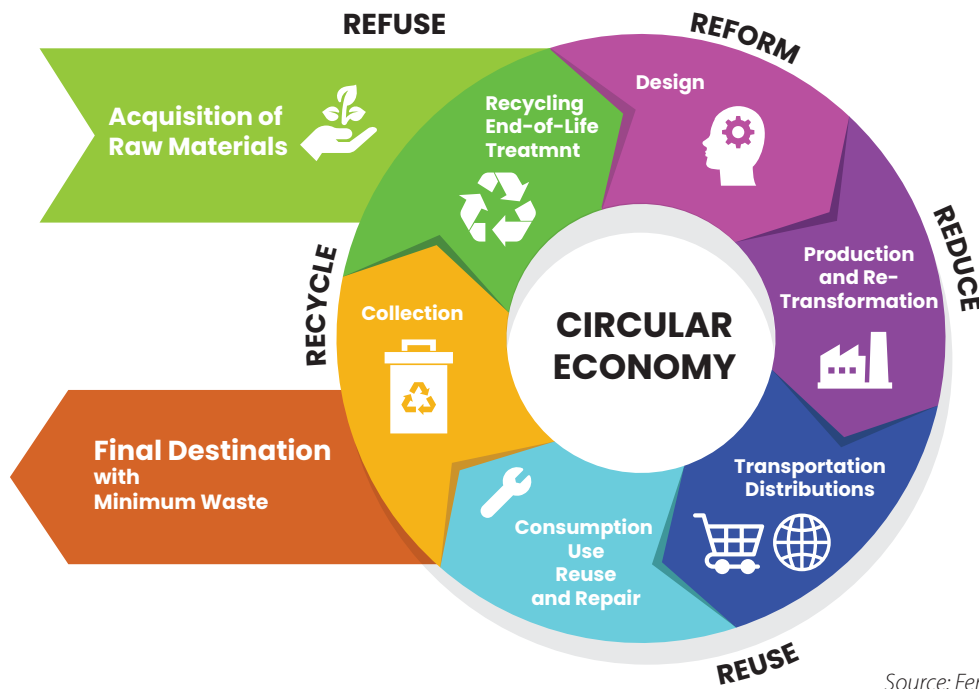 REFUSE
REFORM
REDUCE
REUSE
RECYCLE
Acquisition of
Raw Materials
Recycling
End-of-Life
Treatmnt
Design
Production
and Re-
Transformation
Transportation
Distributions
Consumption
Use
Reuse
and Repair
Collection
Final Destination
with
Minimum Waste
CIRCULAR
ECONOMY
Source: